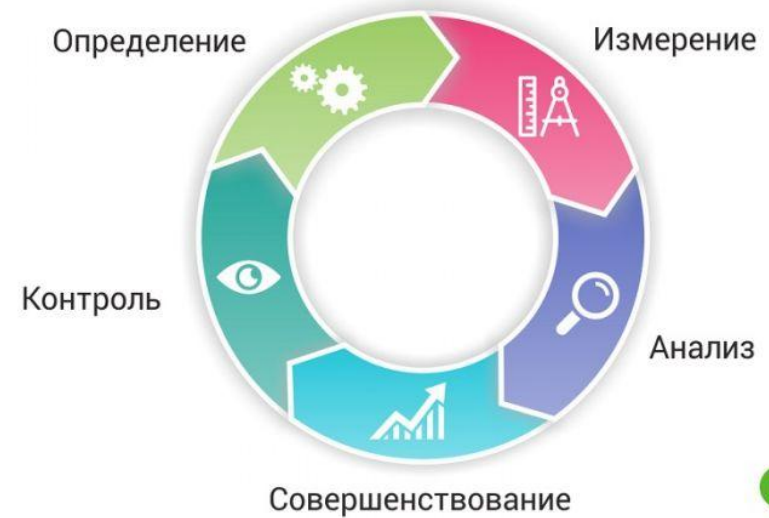 Определение
Измерение
Контроль
Анализ
Совершенствование